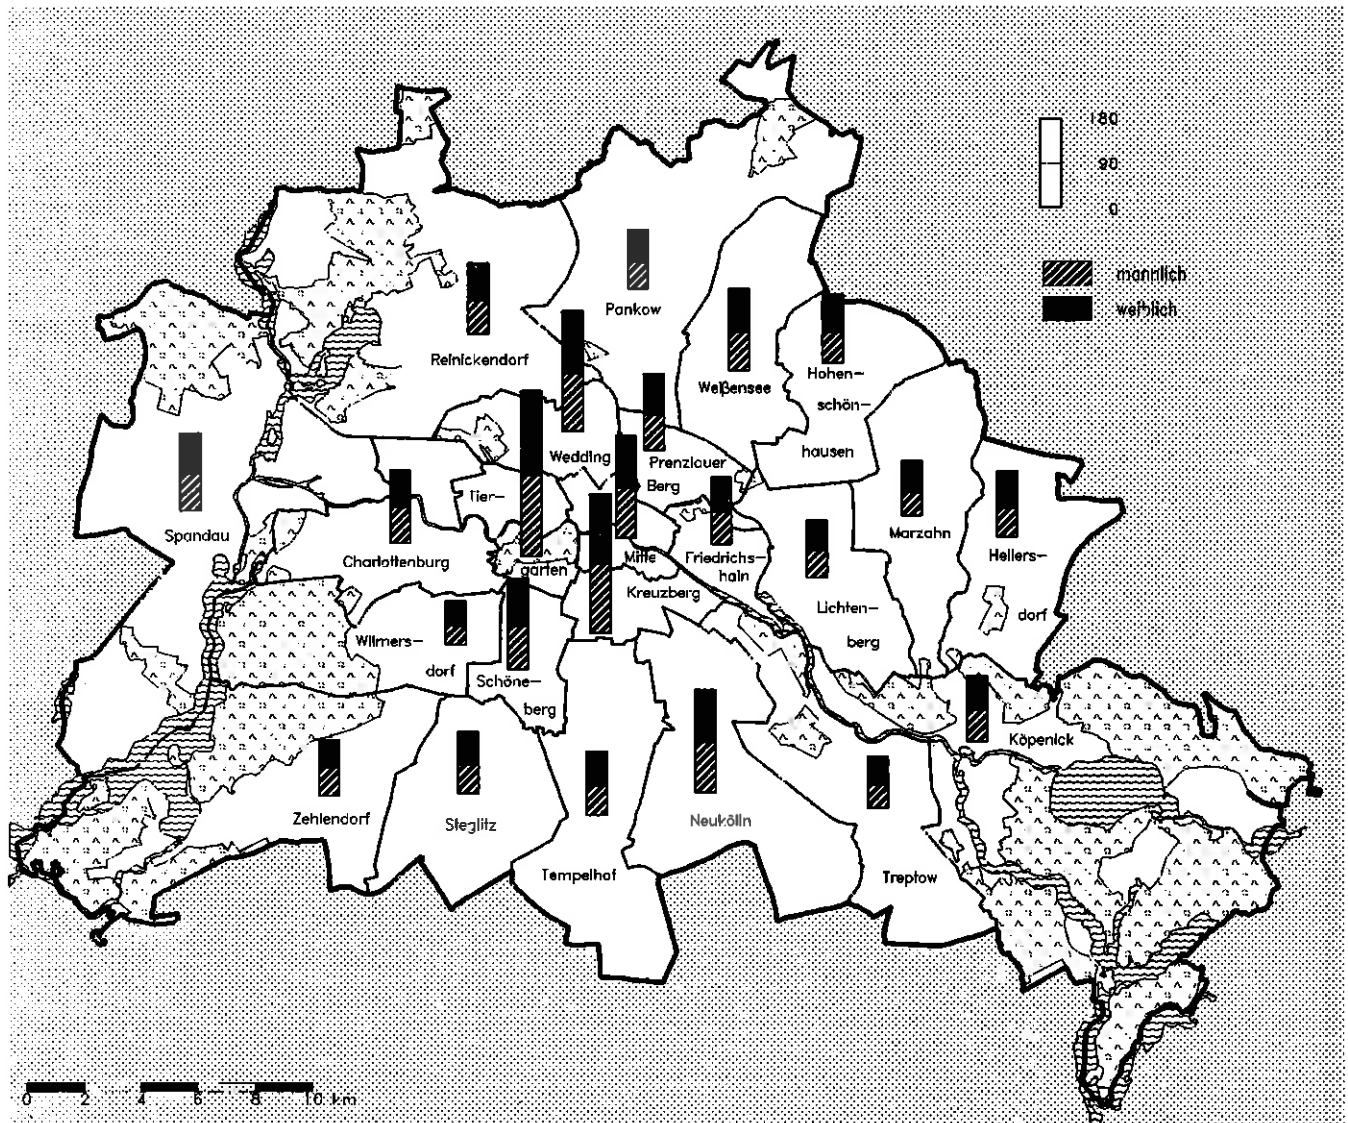 180
90
0
männlich
weiblich
Pankow
Reinickendorf
Weißensee
Hohen-
schön-
hausen
Wedding
Prenzlauer
Berg
Tier-
garten
Spandau
Charlottenburg
Mitte
Friedrichs-
hain
Marzahn
Hellers-
dorf
Kreuzberg
Lichten-
berg
Wilmers-
dorf
Schöne-
berg
Köpenick
Zehlendorf
Steglitz
Neukölln
Tempelhof
Treptow
0 2 4 6 8 10 km